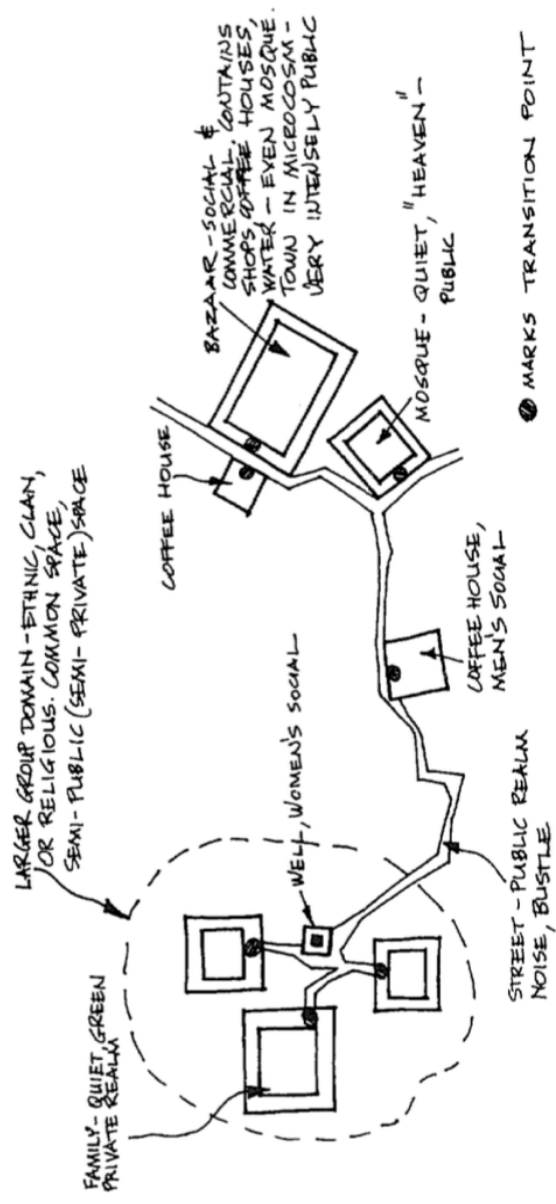 FAMILY - QUIET, GREEN
PRIVATE REALM
LARGER GROUP DOMAIN - ETHNIC, CLAN,
OR RELIGIOUS. COMMON SPACE,
SEMI-PUBLIC (SEMI-PRIVATE) SPACE
WELL, WOMEN'S SOCIAL
STREET - PUBLIC REALM
NOISE, BUSTLE
COFFEE HOUSE,
MEN'S SOCIAL
COFFEE HOUSE
BAZAAR - SOCIAL &
COMMERCIAL, CONTAINS
SHOPS, COFFEE HOUSES,
WATER - EVEN MOSQUE.
TOWN IN MICROCOSM -
VERY INTENSELY PUBLIC
MOSQUE - QUIET, "HEAVEN" -
PUBLIC
MARKS TRANSITION POINT